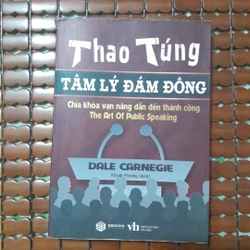 Thao Túng
TÂM LÝ ĐÁM ĐÔNG
Chìa khóa vạn năng dẫn đến thành công
The Art Of Public Speaking
DALE CARNEGIE
vh